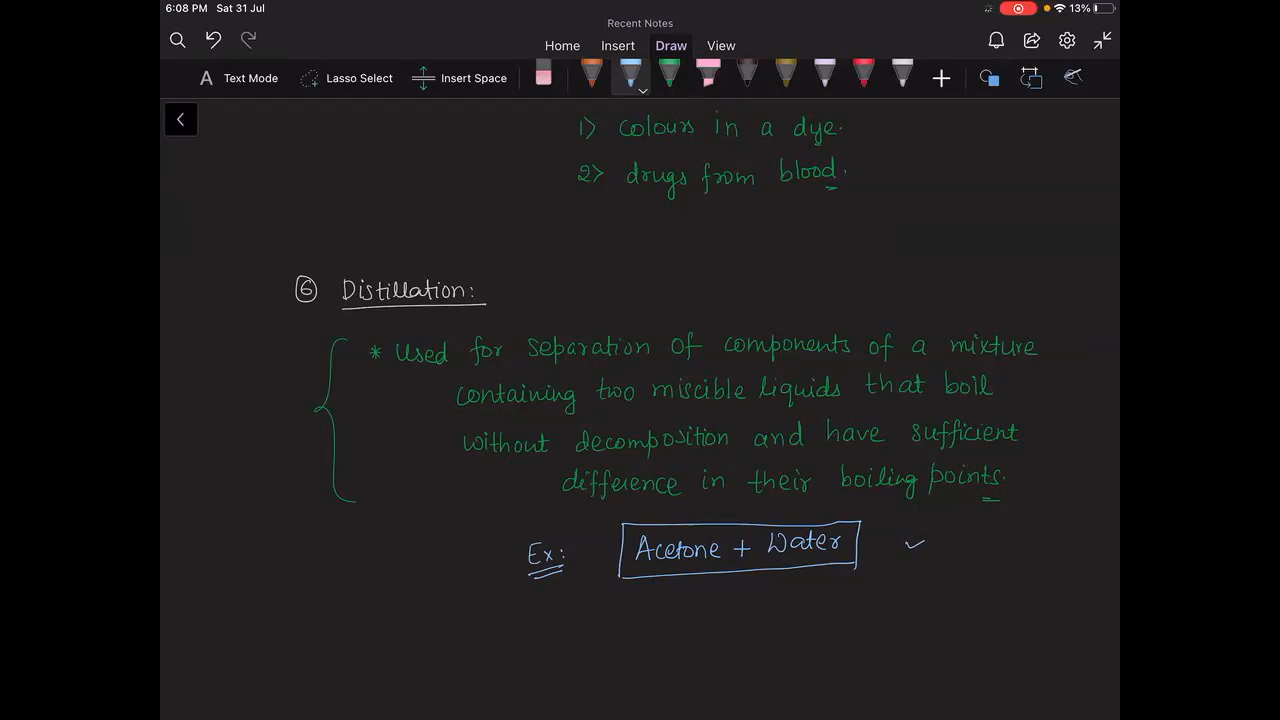 6:08 PM Sat 31 Jul
13%
Recent Notes
Home Insert Draw View
Text Mode Lasso Select Insert Space
1> colours in a dye.
2> drugs from blood.
6 Distillation:
* Used for separation of components of a mixture
containing two miscible liquids that boil
without decomposition and have sufficient
difference in their boiling points.
Ex: Acetone + Water